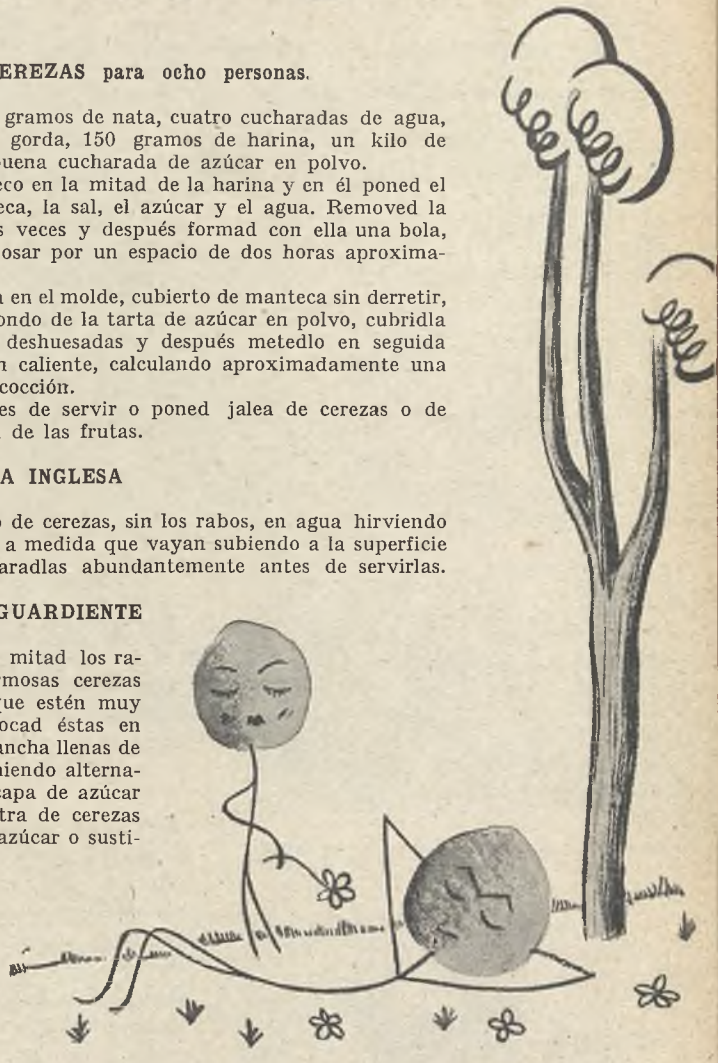 EREZAS para ocho personas.
gramos de nata, cuatro cucharadas de agua,
gorda, 150 gramos de harina, un kilo de
buena cucharada de azúcar en polvo.
eco en la mitad de la harina y en él poned el
eca, la sal, el azúcar y el agua. Removed la
s veces y después formad con ella una bola,
osar por un espacio de dos horas aproxima-
en el molde, cubierto de manteca sin derretir,
ondo de la tarta de azúcar en polvo, cubridla
deshuesadas y después metedlo en seguida
n caliente, calculando aproximadamente una
cocción.
es de servir o poned jalea de cerezas o de
de las frutas.
A INGLESA
o de cerezas, sin los rabos, en agua hirviendo
a medida que vayan subiendo a la superficie
aradlas abundantemente antes de servirlas.
GUARDIENTE
mitad los ra-
rmosas cerezas
que estén muy
ocad éstas en
ancha llenas de
niendo alterna-
capa de azúcar
tra de cerezas
azúcar o susti-